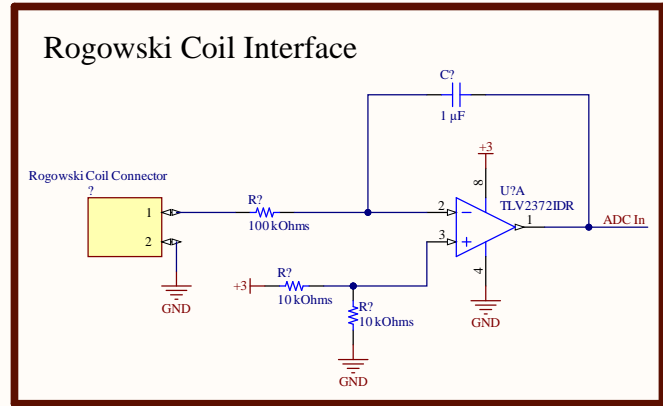 Rogowski Coil Interface
C?
1 µF
+3
Rogowski Coil Connector
?
U?A
TLV2372IDR
8
1
R?
100 kOhms
2
1
ADC In
2
3
4
R?
+3
10 kOhms
R?
10 kOhms
GND
GND
GND